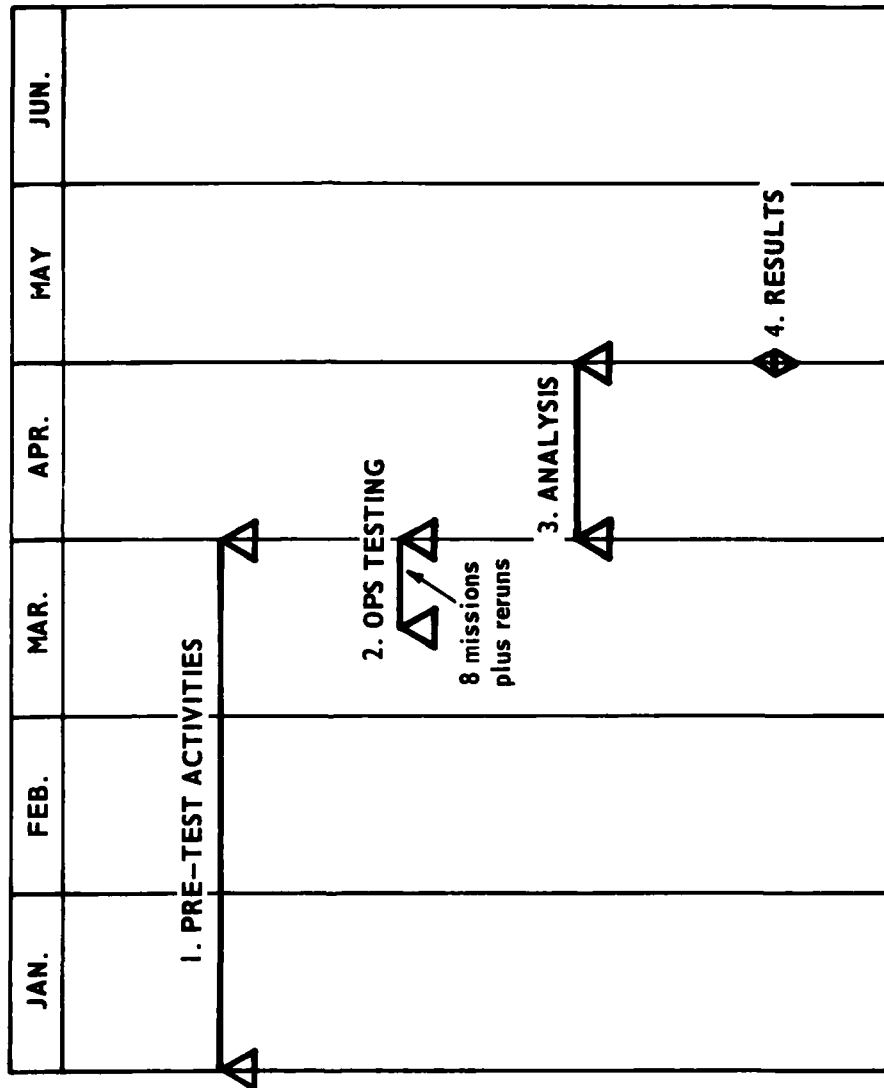 JAN.
FEB.
MAR.
APR.
MAY
JUN.
1. PRE–TEST ACTIVITIES
2. OPS TESTING
8 missions
plus reruns
3. ANALYSIS
4. RESULTS